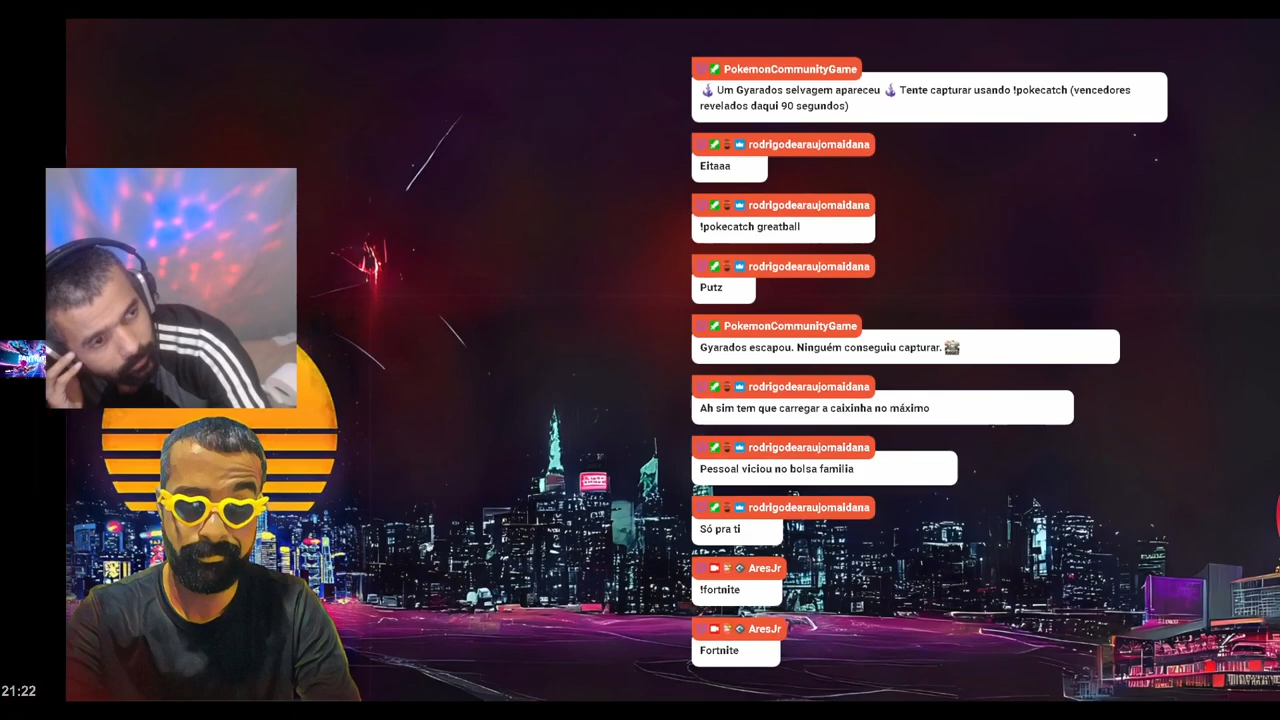 PokemonCommunityGame
Um Gyarados selvagem apareceu Tente capturar usando !pokecatch (vencedores
revelados daqui 90 segundos)
rodrigodearaujomaidana
Eitaaa
rodrigodearaujomaidana
!pokecatch greatball
rodrigodearaujomaidana
Putz
PokemonCommunityGame
Gyarados escapou. Ninguém conseguiu capturar.
rodrigodearaujomaidana
Ah sim tem que carregar a caixinha no máximo
rodrigodearaujomaidana
Pessoal viciou no bolsa familia
rodrigodearaujomaidana
Só pra ti
AresJr
!fortnite
AresJr
Fortnite
21:22